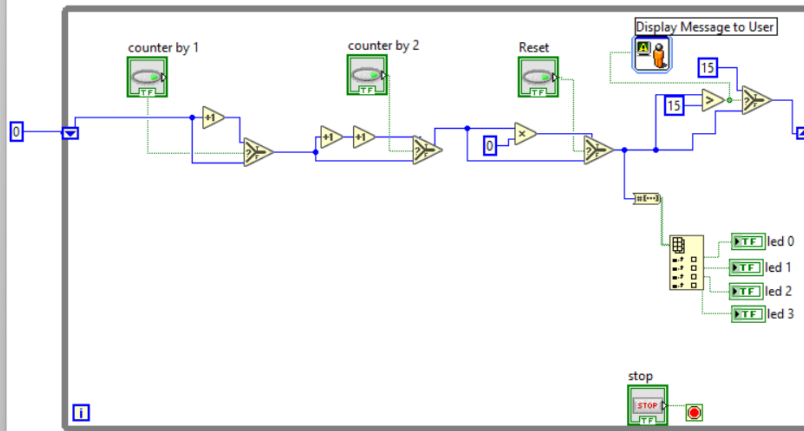 Display Message to User
counter by 1
counter by 2
Reset
A
15
TF
TF
TF
0
+1
T
F
?
+1
+1
T
F
?
x
0
T
F
?
15
>
T
F
?
#[...]
TF
led 0
TF
led 1
TF
led 2
TF
led 3
stop
STOP
TF
i